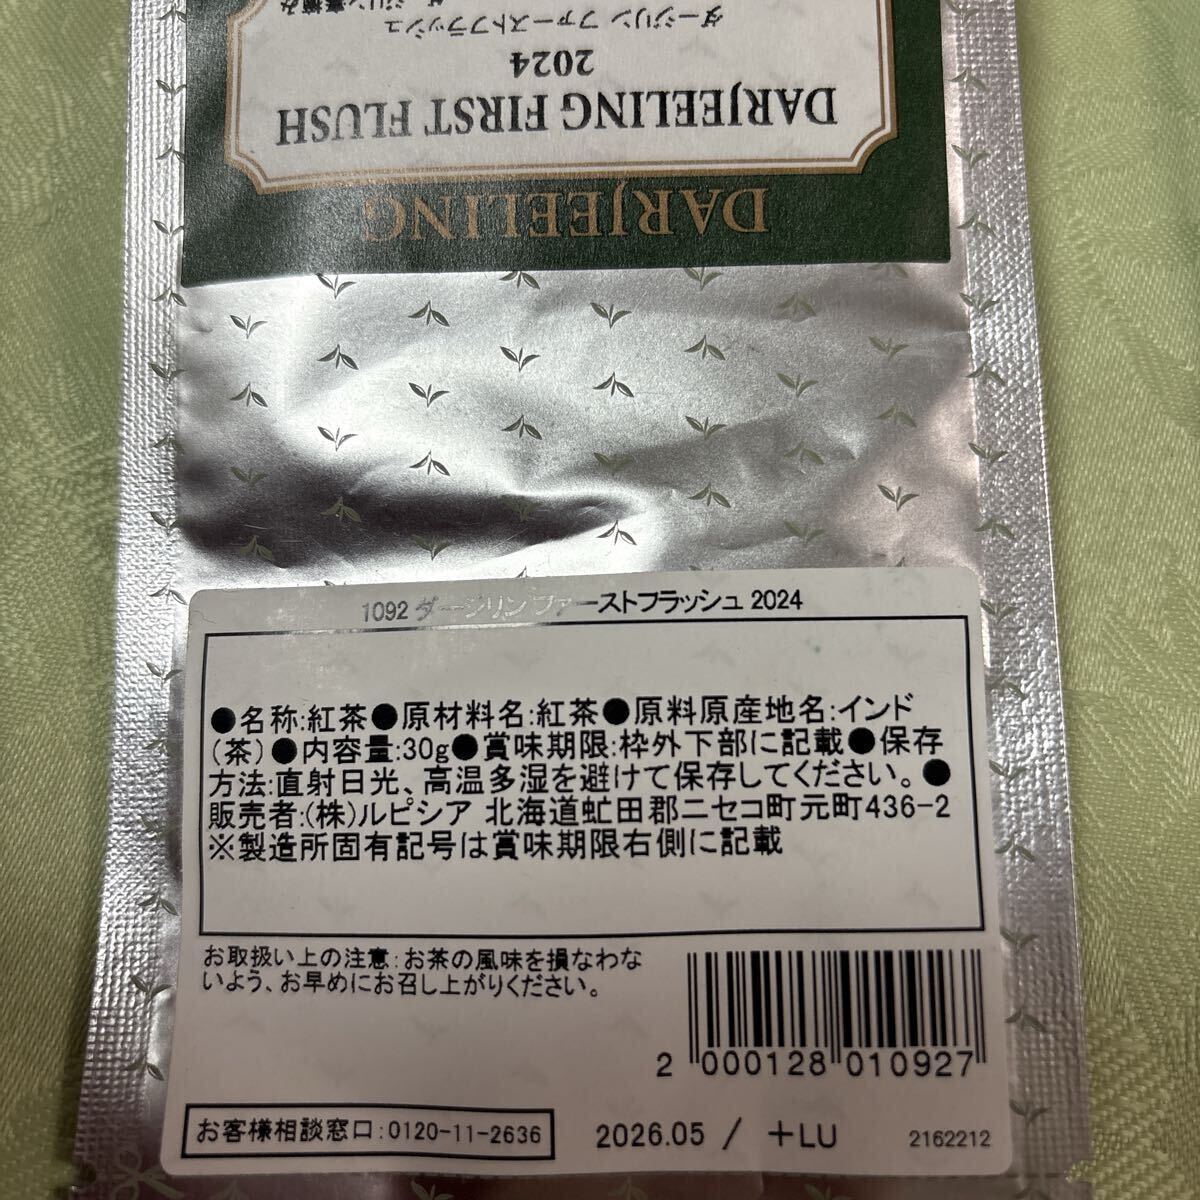 DARJEELING
DARJEELING FIRST FLUSH
2024
ダージリン ファーストフラッシュ
1092 ダージリン ファーストフラッシュ 2024
●名称:紅茶●原材料名:紅茶●原料原産地名:インド
(茶)●内容量:30g●賞味期限:枠外下部に記載●保存
方法:直射日光、高温多湿を避けて保存してください。●
販売者:(株)ルピシア 北海道虻田郡ニセコ町元町436-2
※製造所固有記号は賞味期限右側に記載
お取扱い上の注意:お茶の風味を損なわな
いよう、お早めにお召し上がりください。
2 000128 010927
お客様相談窓口:0120-11-2636
2026.05 / +LU
2162212